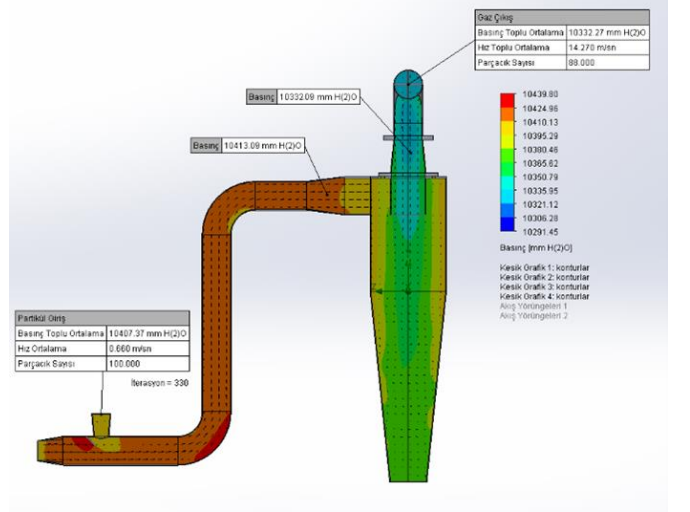 Gaz Çıkış
Basınç Toplu Ortalama 10332.27 mm H(2)O
Hız Toplu Ortalama 14.270 m/sn
Parçacık Sayısı 88.000
Basınç 10332.09 mm H(2)O
Basınç 10413.09 mm H(2)O
10439.80
10424.96
10410.13
10395.29
10380.46
10365.62
10350.79
10335.95
10321.12
10306.28
10291.45
Basınç [mm H(2)O]
Kesik Grafik 1: konturlar
Kesik Grafik 2: konturlar
Kesik Grafik 3: konturlar
Kesik Grafik 4: konturlar
Akış Yörüngeleri 1
Akış Yörüngeleri 2
Partikül Giriş
Basınç Toplu Ortalama 10407.37 mm H(2)O
Hız Ortalama 0.660 m/sn
Parçacık Sayısı 100.000
İterasyon = 330